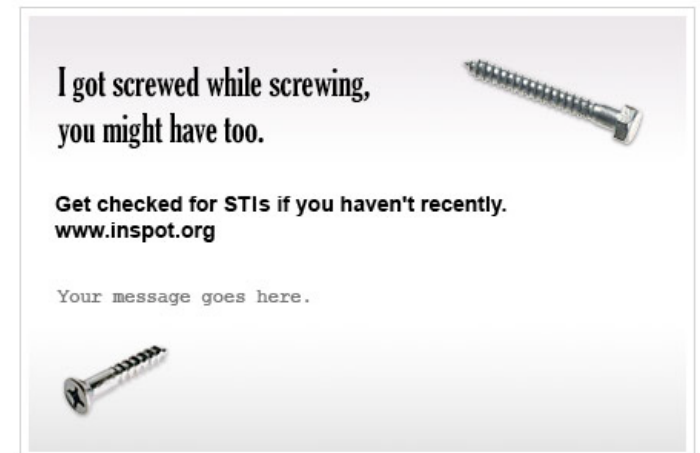 I got screwed while screwing,
you might have too.
Get checked for STIs if you haven't recently.
www.inspot.org
Your message goes here.